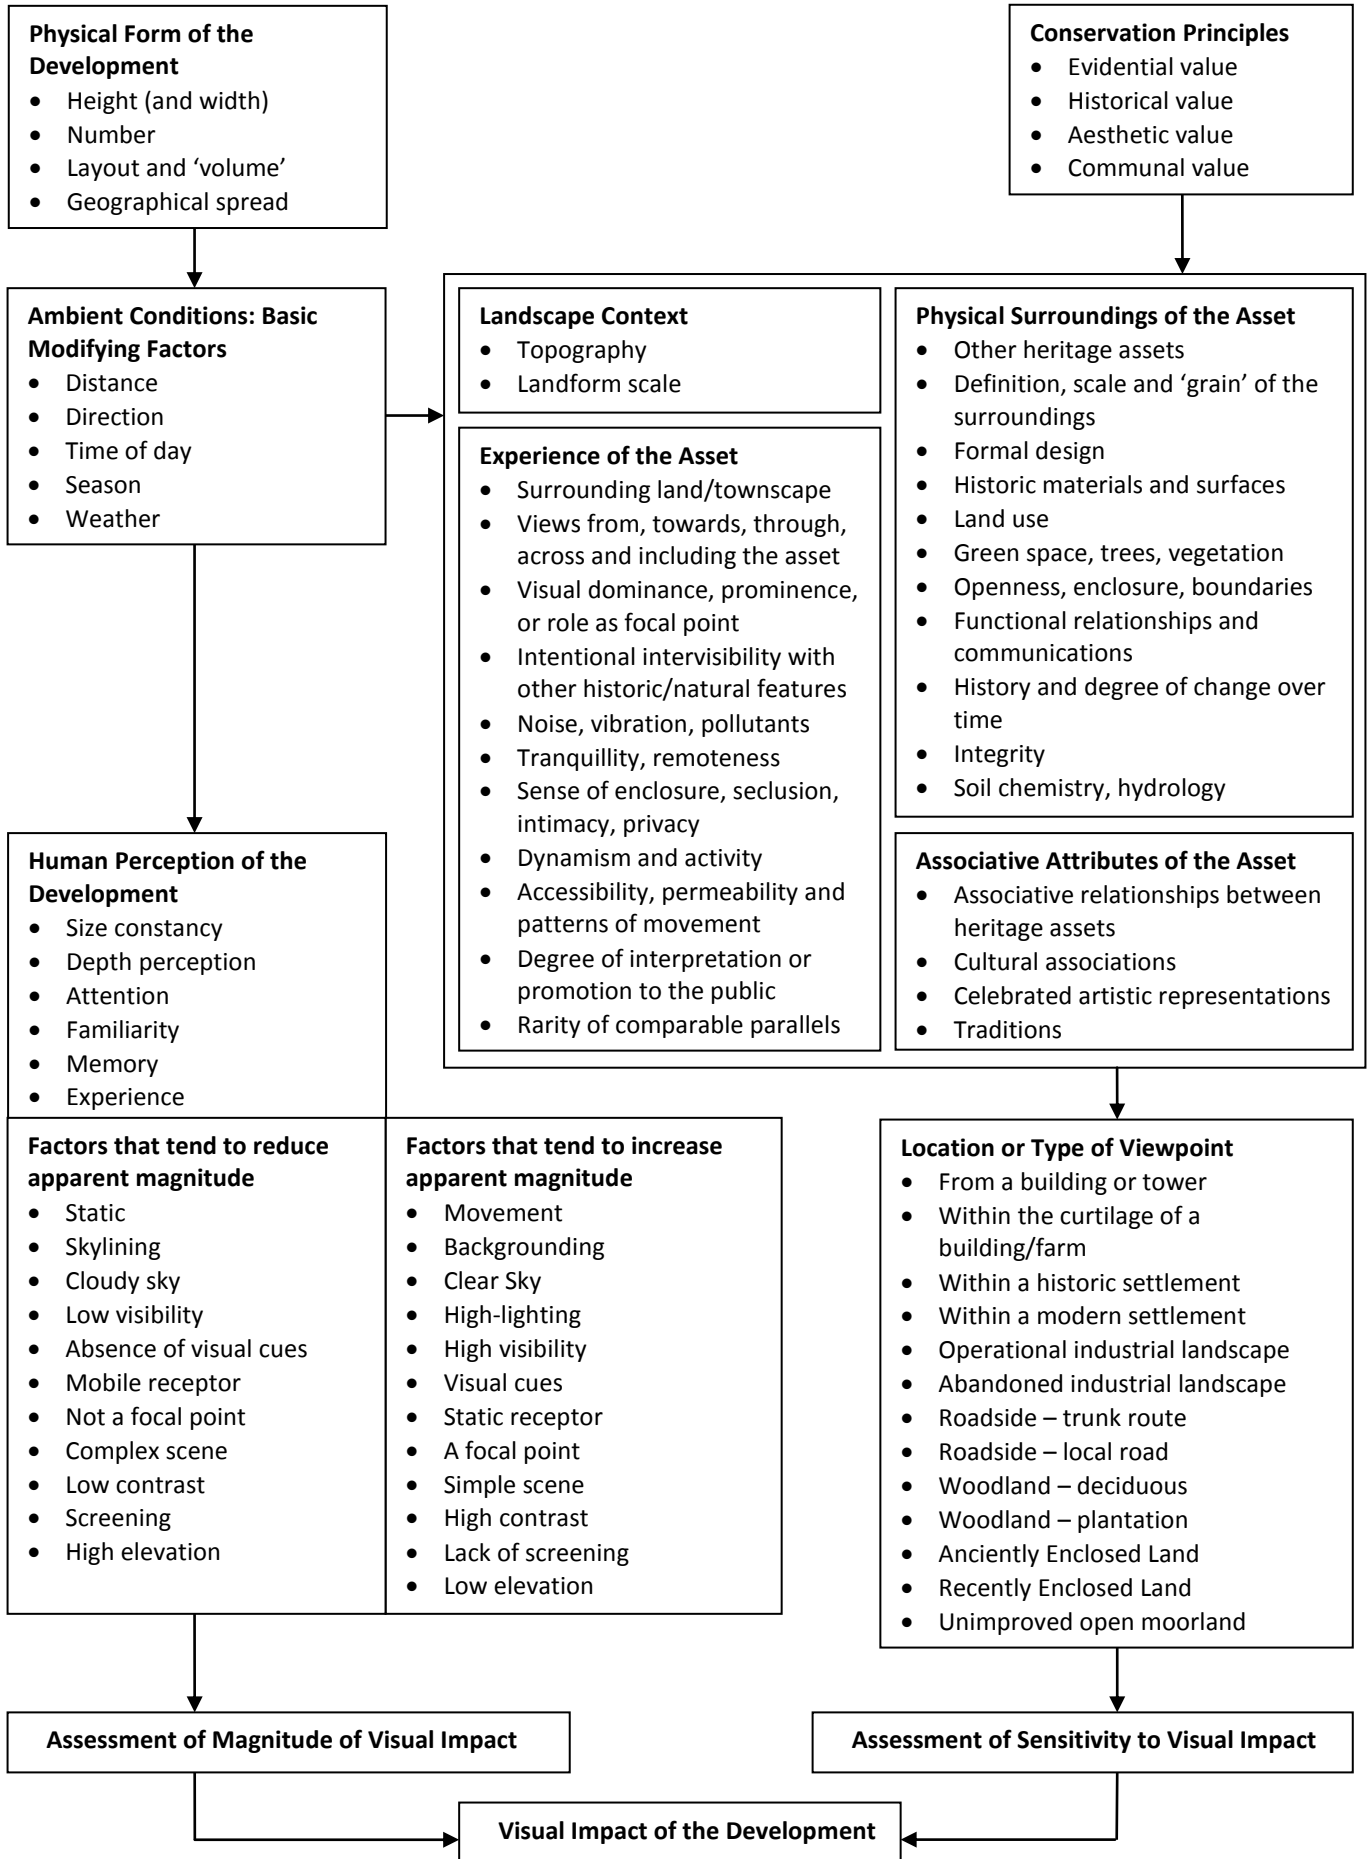 Physical Form of the
Development
• Height (and width)
• Number
• Layout and ‘volume’
• Geographical spread
Conservation Principles
• Evidential value
• Historical value
• Aesthetic value
• Communal value
Ambient Conditions: Basic
Modifying Factors
• Distance
• Direction
• Time of day
• Season
• Weather
Landscape Context
• Topography
• Landform scale
Experience of the Asset
• Surrounding land/townscape
• Views from, towards, through,
across and including the asset
• Visual dominance, prominence,
or role as focal point
• Intentional intervisibility with
other historic/natural features
• Noise, vibration, pollutants
• Tranquillity, remoteness
• Sense of enclosure, seclusion,
intimacy, privacy
• Dynamism and activity
• Accessibility, permeability and
patterns of movement
• Degree of interpretation or
promotion to the public
• Rarity of comparable parallels
Physical Surroundings of the Asset
• Other heritage assets
• Definition, scale and ‘grain’ of the
surroundings
• Formal design
• Historic materials and surfaces
• Land use
• Green space, trees, vegetation
• Openness, enclosure, boundaries
• Functional relationships and
communications
• History and degree of change over
time
• Integrity
• Soil chemistry, hydrology
Associative Attributes of the Asset
• Associative relationships between
heritage assets
• Cultural associations
• Celebrated artistic representations
• Traditions
Human Perception of the
Development
• Size constancy
• Depth perception
• Attention
• Familiarity
• Memory
• Experience
Factors that tend to reduce
apparent magnitude
• Static
• Skylining
• Cloudy sky
• Low visibility
• Absence of visual cues
• Mobile receptor
• Not a focal point
• Complex scene
• Low contrast
• Screening
• High elevation
Factors that tend to increase
apparent magnitude
• Movement
• Backgrounding
• Clear Sky
• High-lighting
• High visibility
• Visual cues
• Static receptor
• A focal point
• Simple scene
• High contrast
• Lack of screening
• Low elevation
Location or Type of Viewpoint
• From a building or tower
• Within the curtilage of a
building/farm
• Within a historic settlement
• Within a modern settlement
• Operational industrial landscape
• Abandoned industrial landscape
• Roadside – trunk route
• Roadside – local road
• Woodland – deciduous
• Woodland – plantation
• Anciently Enclosed Land
• Recently Enclosed Land
• Unimproved open moorland
Assessment of Magnitude of Visual Impact
Assessment of Sensitivity to Visual Impact
Visual Impact of the Development